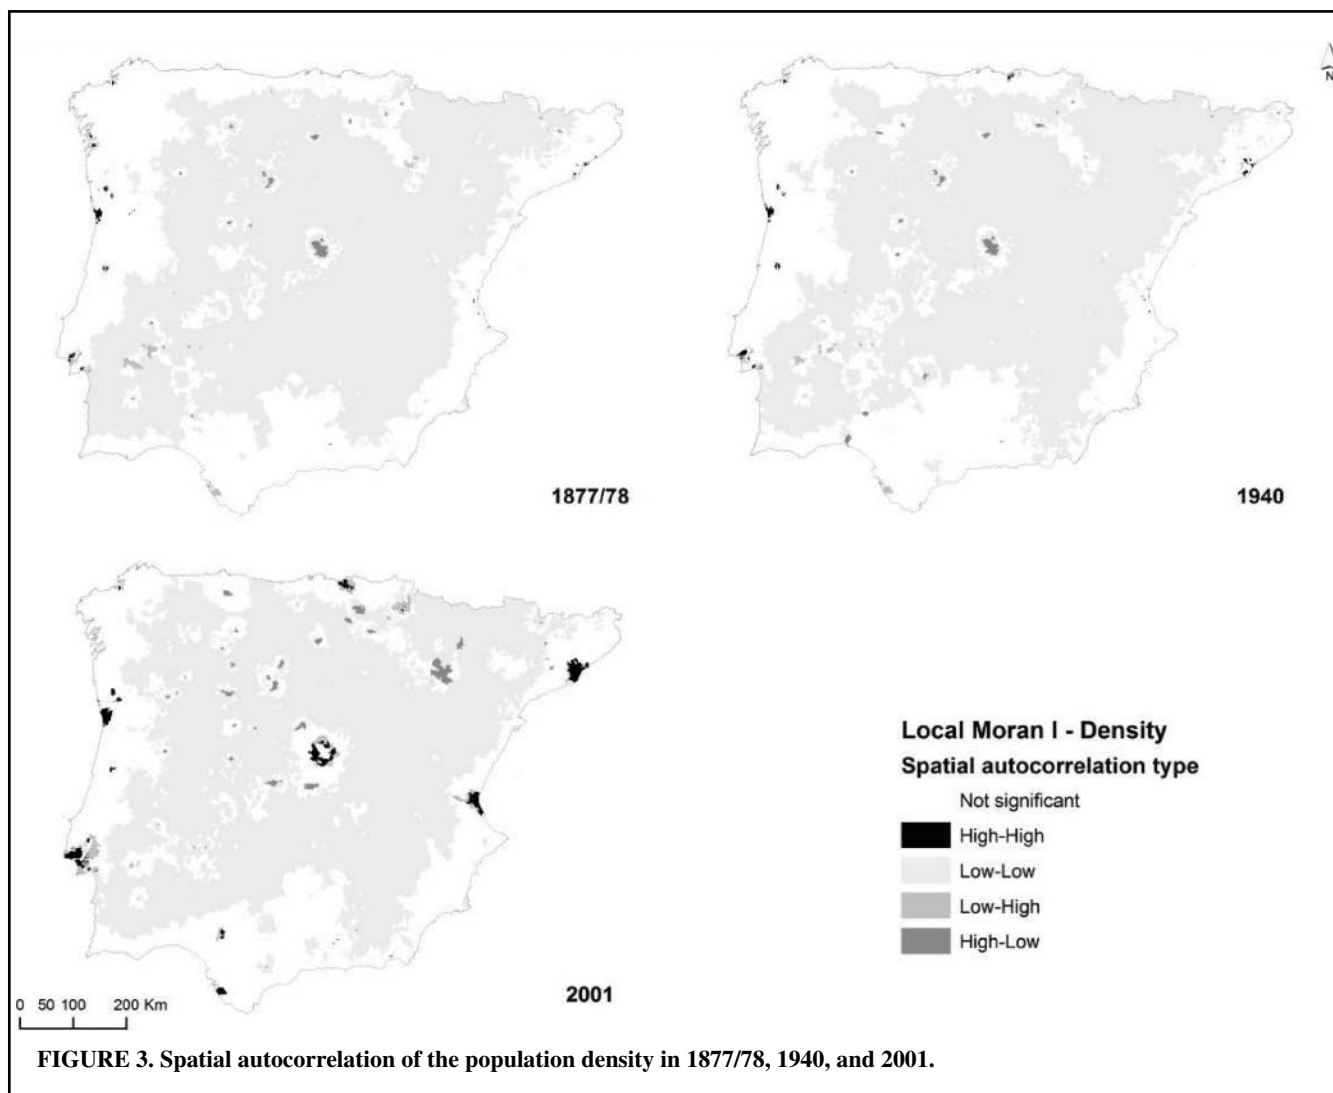 N
1877/78
1940
2001
0 50 100 200 Km
Local Moran I - Density
Spatial autocorrelation type
Not significant
High-High
Low-Low
Low-High
High-Low
FIGURE 3. Spatial autocorrelation of the population density in 1877/78, 1940, and 2001.